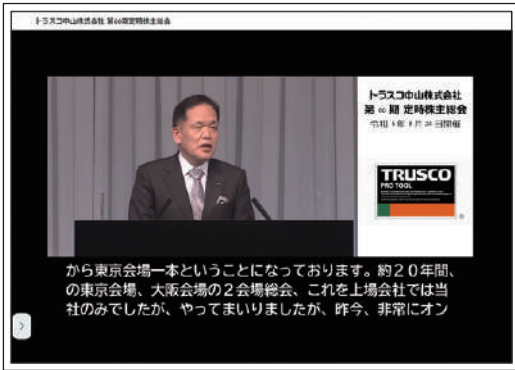 トラスコ中山株式会社 第60期定時株主総会
トラスコ中山株式会社
定時株主総会
TRUSCO
PRO TOOL
から東京会場一本ということになっております。約20年間、
の東京会場、大阪会場の2会場総会、これを上場会社では当
社のみでしたが、やってまいりましたが、昨今、非常にオン